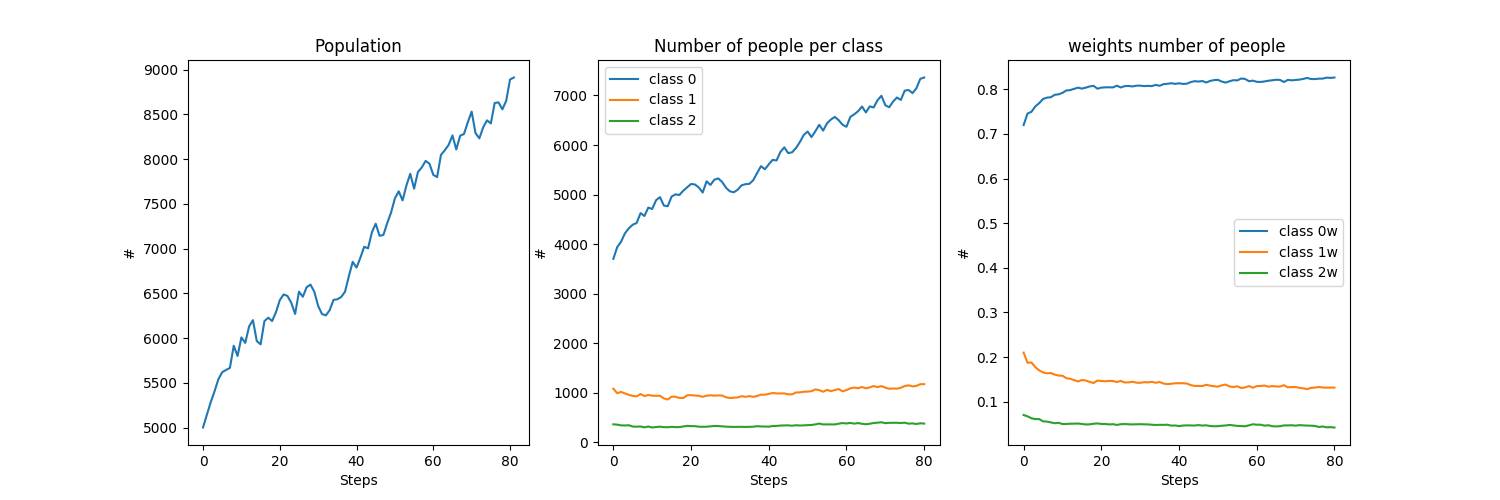 Population
9000
8500
8000
7500
7000
6500
6000
5500
5000
#
0 20 40 60 80
Steps
Number of people per class
class 0
class 1
class 2
7000
6000
5000
4000
3000
2000
1000
0
#
0 20 40 60 80
Steps
weights number of people
0.8
0.7
0.6
0.5
0.4
0.3
0.2
0.1
#
class 0w
class 1w
class 2w
0 20 40 60 80
Steps